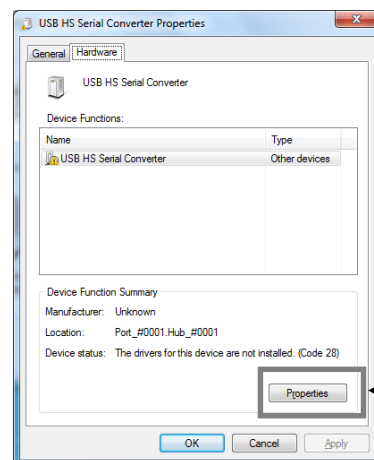 USB HS Serial Converter Properties
General Hardware
USB HS Serial Converter
Device Functions:
Name Type
USB HS Serial Converter Other devices
Device Function Summary
Manufacturer: Unknown
Location: Port_#0001.Hub_#0001
Device status: The drivers for this device are not installed. (Code 28)
Properties
OK Cancel Apply